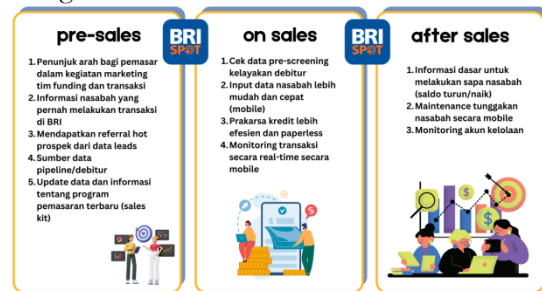 pre-sales
1. Penunjuk arah bagi pemasar
dalam kegiatan marketing
tim funding dan transaksi
2. Informasi nasabah yang
pernah melakukan transaksi
di BRI
3. Mendapatkan referral hot
prospek dari data leads
4. Sumber data
pipeline/debitur
5. Update data dan informasi
tentang program
pemasaran terbaru (sales
kit)
BRI
SPOT
on sales
1. Cek data pre-screening
kelayakan debitur
2. Input data nasabah lebih
mudah dan cepat
(mobile)
3. Prakarsa kredit lebih
efesien dan paperless
4. Monitoring transaksi
secara real-time secara
mobile
BRI
SPOT
after sales
1. Informasi dasar untuk
melakukan sapa nasabah
(saldo turun/naik)
2. Maintenance tunggakan
nasabah secara mobile
3. Monitoring akun kelolaan